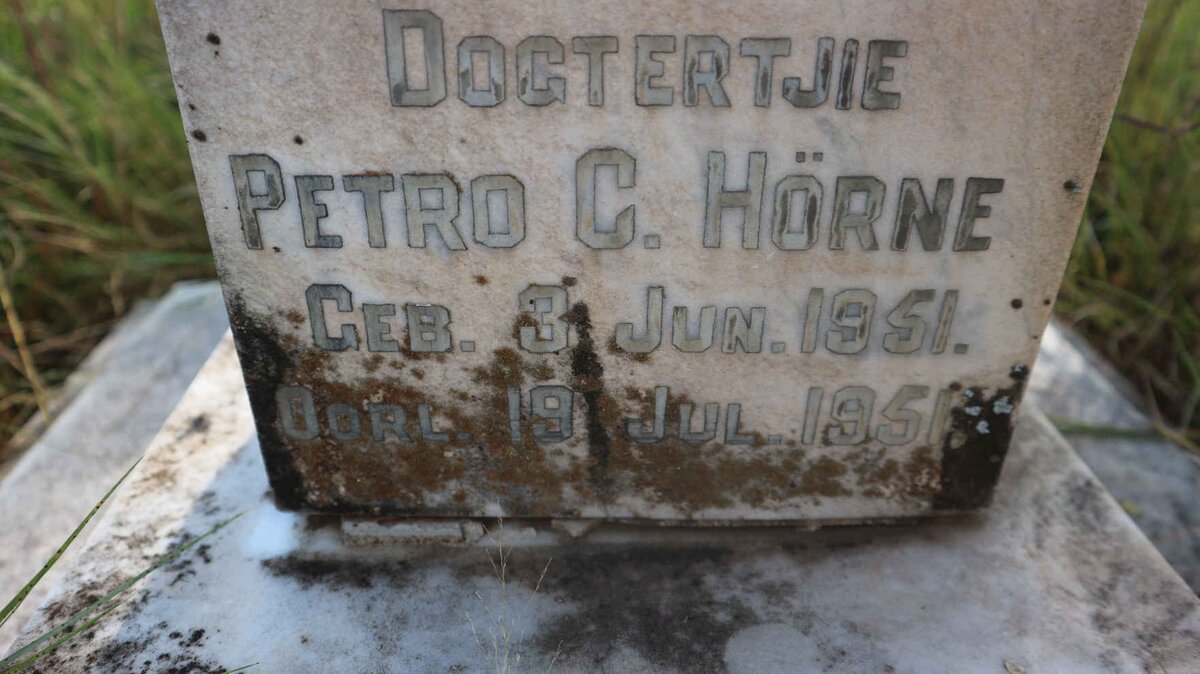 DOGTERTJIE
PETRO C. HÖRNE
GEB. 3 JUN. 1951.
OORL. 19 JUL. 1951.